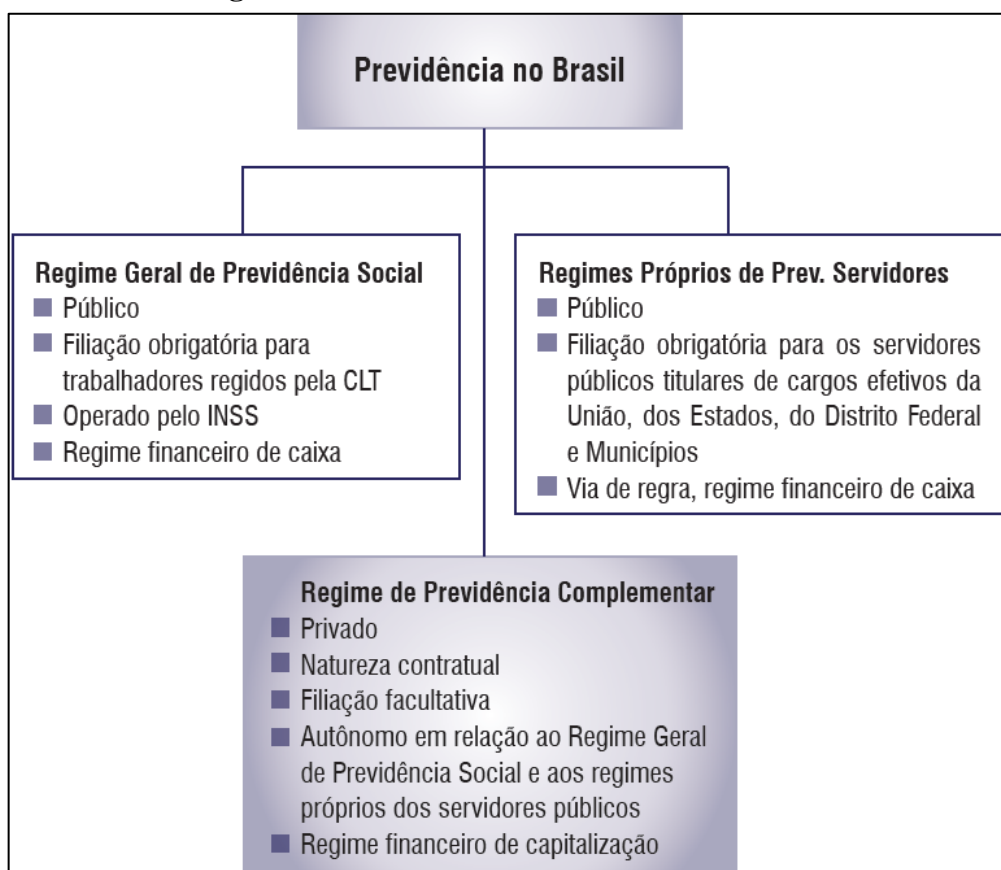 Previdência no Brasil
Regime Geral de Previdência Social
Público
Filiação obrigatória para
trabalhadores regidos pela CLT
Operado pelo INSS
Regime financeiro de caixa
Regimes Próprios de Prev. Servidores
Público
Filiação obrigatória para os servidores
públicos titulares de cargos efetivos da
União, dos Estados, do Distrito Federal
e Municípios
Via de regra, regime financeiro de caixa
Regime de Previdência Complementar
Privado
Natureza contratual
Filiação facultativa
Autônomo em relação ao Regime Geral
de Previdência Social e aos regimes
próprios dos servidores públicos
Regime financeiro de capitalização